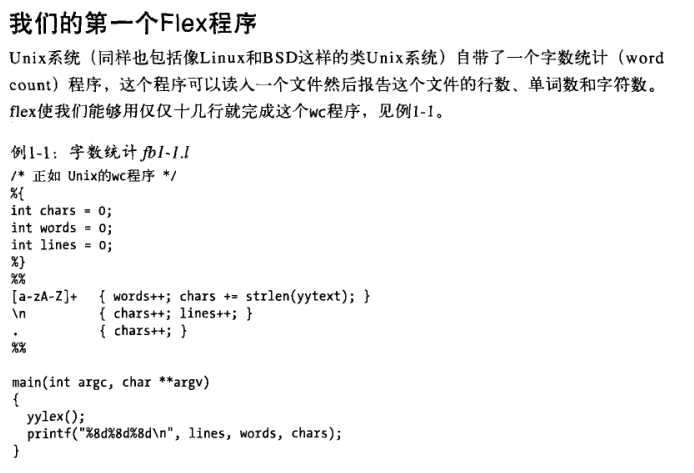 我们的第一个Flex程序
Unix系统（同样也包括像Linux和BSD这样的类Unix系统）自带了一个字数统计（word
count）程序，这个程序可以读入一个文件然后报告这个文件的行数、单词数和字符数。
flex使我们能够用仅仅十几行就完成这个wc程序，见例1-1。
例1-1：字数统计 fb1-1.l
/* 正如 Unix的wc程序 */
%{
int chars = 0;
int words = 0;
int lines = 0;
%}
%%
[a-zA-Z]+ { words++; chars += strlen(yytext); }
\n { chars++; lines++; }
. { chars++; }
%%
main(int argc, char **argv)
{
yylex();
printf("%8d%8d%8d\n", lines, words, chars);
}